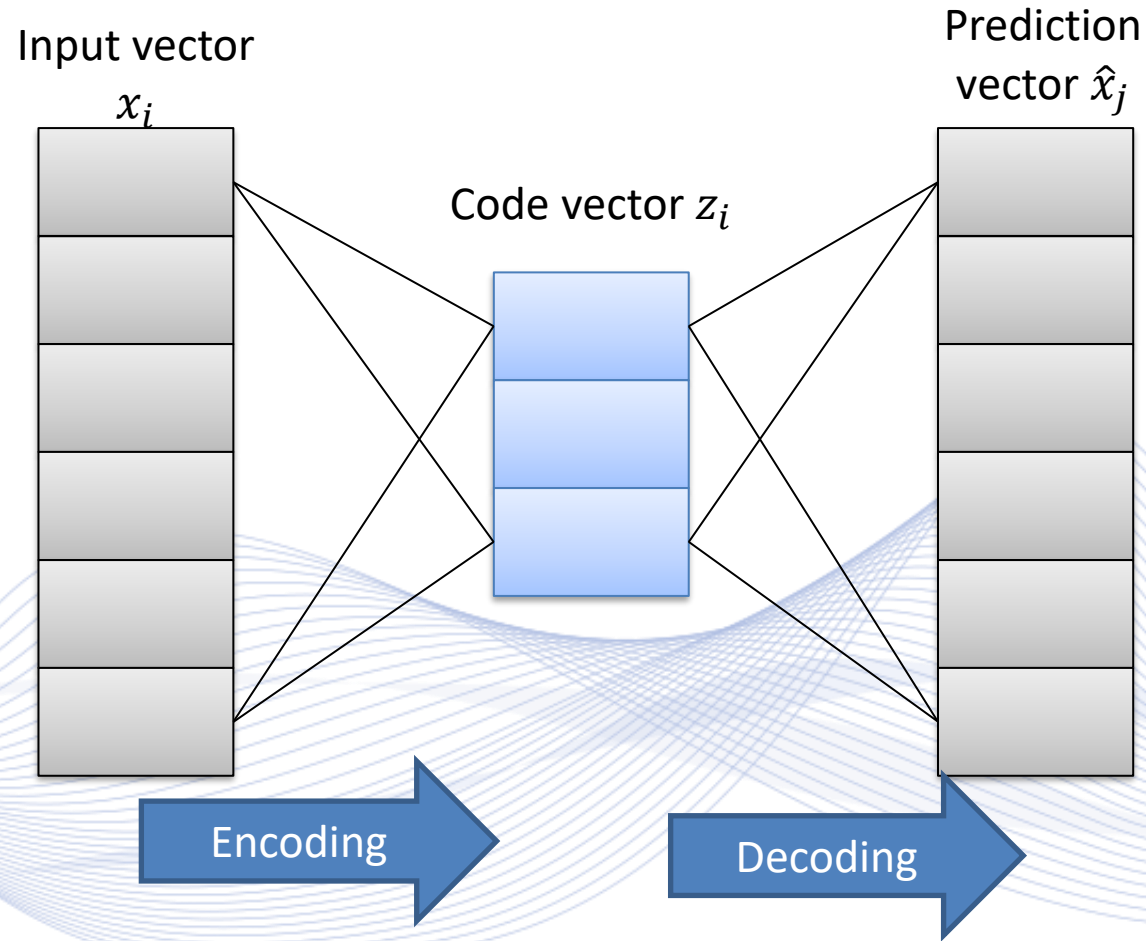 Input vector
x_i
Code vector z_i
Prediction
vector x̂_j
Encoding
Decoding